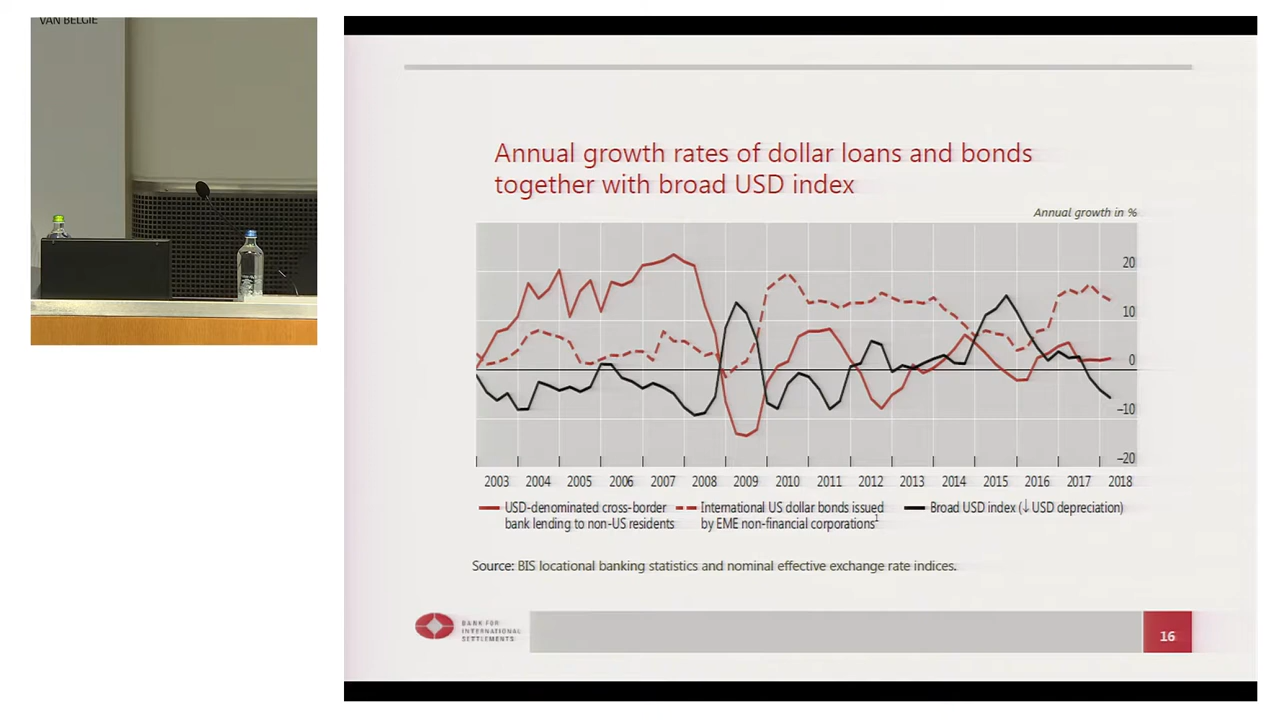 VAN BELGIE
Annual growth rates of dollar loans and bonds
together with broad USD index
Annual growth in %
20
10
0
–10
–20
2003 2004 2005 2006 2007 2008 2009 2010 2011 2012 2013 2014 2015 2016 2017 2018
USD-denominated cross-border
bank lending to non-US residents
International US dollar bonds issued
by EME non-financial corporations¹
Broad USD index (↓ USD depreciation)
Source: BIS locational banking statistics and nominal effective exchange rate indices.
BANK FOR
INTERNATIONAL
SETTLEMENTS
16